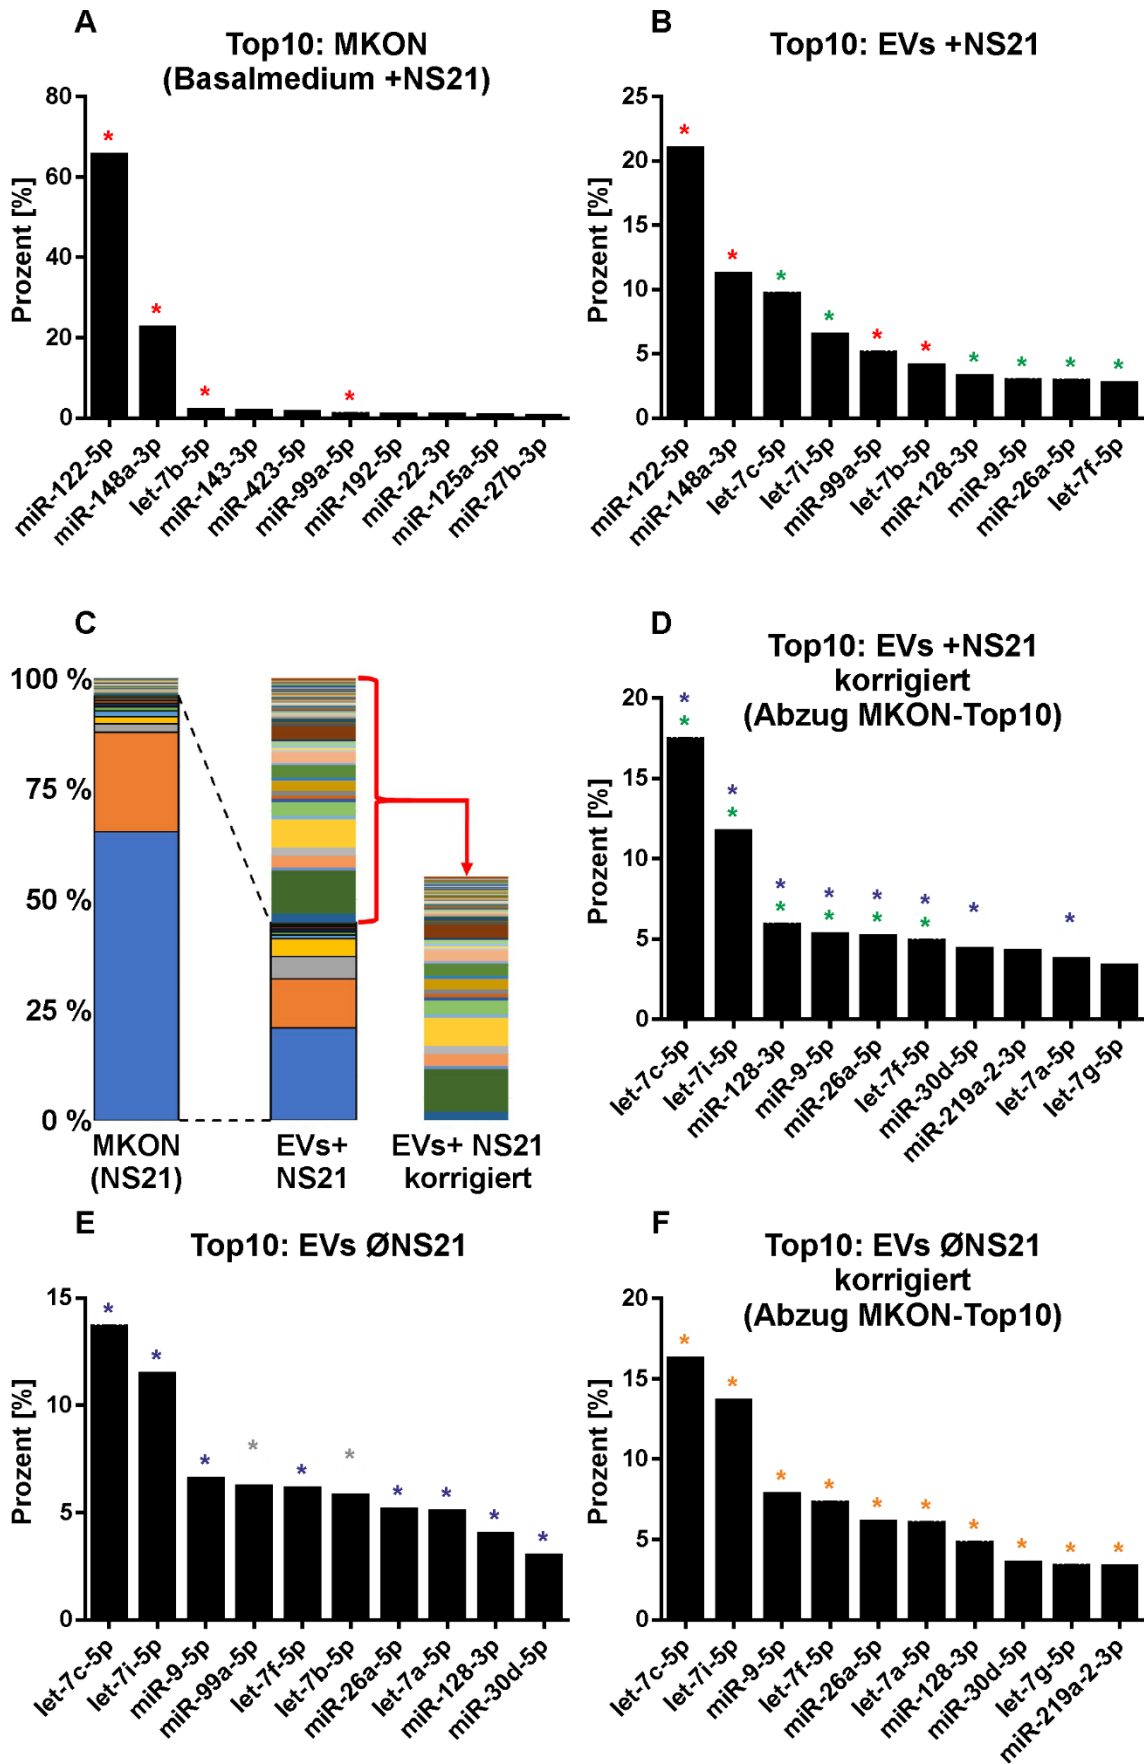 A
Top10: MKON
(Basalmedium +NS21)
Prozent [%]
80
60
40
20
0
*
*
*
*
miR-122-5p
miR-148a-3p
let-7b-5p
miR-143-3p
miR-423-5p
miR-99a-5p
miR-192-5p
miR-22-3p
miR-125a-5p
miR-27b-3p
B
Top10: EVs +NS21
Prozent [%]
25
20
15
10
5
0
*
*
*
*
*
*
*
*
*
*
miR-122-5p
miR-148a-3p
let-7c-5p
let-7i-5p
miR-99a-5p
let-7b-5p
miR-128-3p
miR-9-5p
miR-26a-5p
let-7f-5p
C
100 %
75 %
50 %
25 %
0 %
MKON
(NS21)
EVs+
NS21
EVs+ NS21
korrigiert
D
Top10: EVs +NS21
korrigiert
(Abzug MKON-Top10)
Prozent [%]
20
15
10
5
0
*
*
*
*
*
*
*
*
*
*
*
*
*
*
let-7c-5p
let-7i-5p
miR-128-3p
miR-9-5p
miR-26a-5p
let-7f-5p
miR-30d-5p
miR-219a-2-3p
let-7a-5p
let-7g-5p
E
Top10: EVs ØNS21
Prozent [%]
15
10
5
0
*
*
*
*
*
*
*
*
*
*
let-7c-5p
let-7i-5p
miR-9-5p
miR-99a-5p
let-7f-5p
let-7b-5p
miR-26a-5p
let-7a-5p
miR-128-3p
miR-30d-5p
F
Top10: EVs ØNS21
korrigiert
(Abzug MKON-Top10)
Prozent [%]
20
15
10
5
0
*
*
*
*
*
*
*
*
*
*
let-7c-5p
let-7i-5p
miR-9-5p
let-7f-5p
miR-26a-5p
let-7a-5p
miR-128-3p
miR-30d-5p
let-7g-5p
miR-219a-2-3p